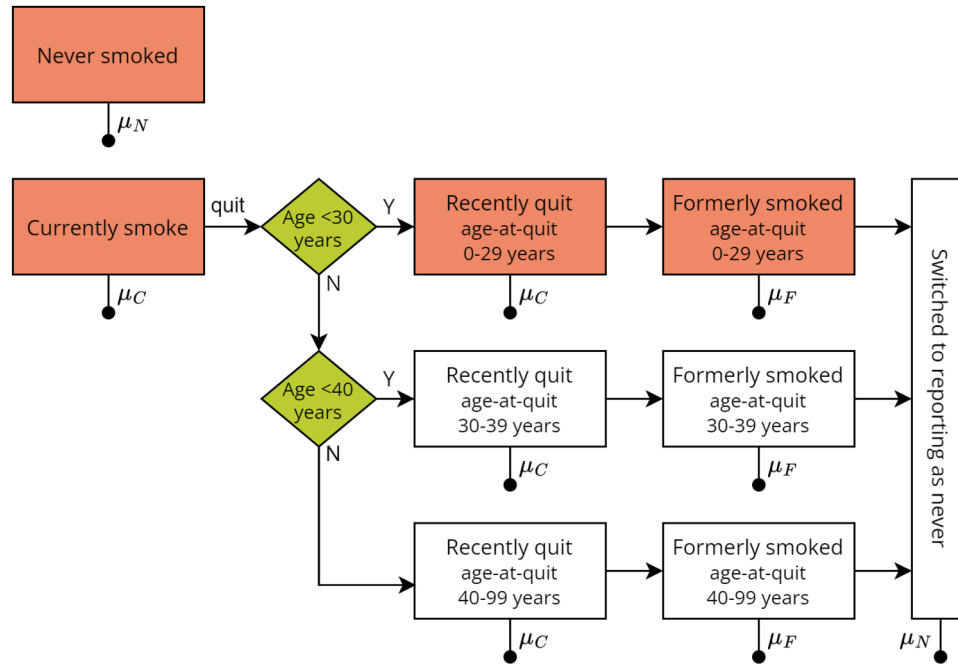 Never smoked
μN
Currently smoke
μC
quit
Age <30
years
Y
N
Recently quit
age-at-quit
0-29 years
μC
Formerly smoked
age-at-quit
0-29 years
μF
Age <40
years
Y
N
Recently quit
age-at-quit
30-39 years
μC
Formerly smoked
age-at-quit
30-39 years
μF
Recently quit
age-at-quit
40-99 years
μC
Formerly smoked
age-at-quit
40-99 years
μF
Switched to reporting as never
μN